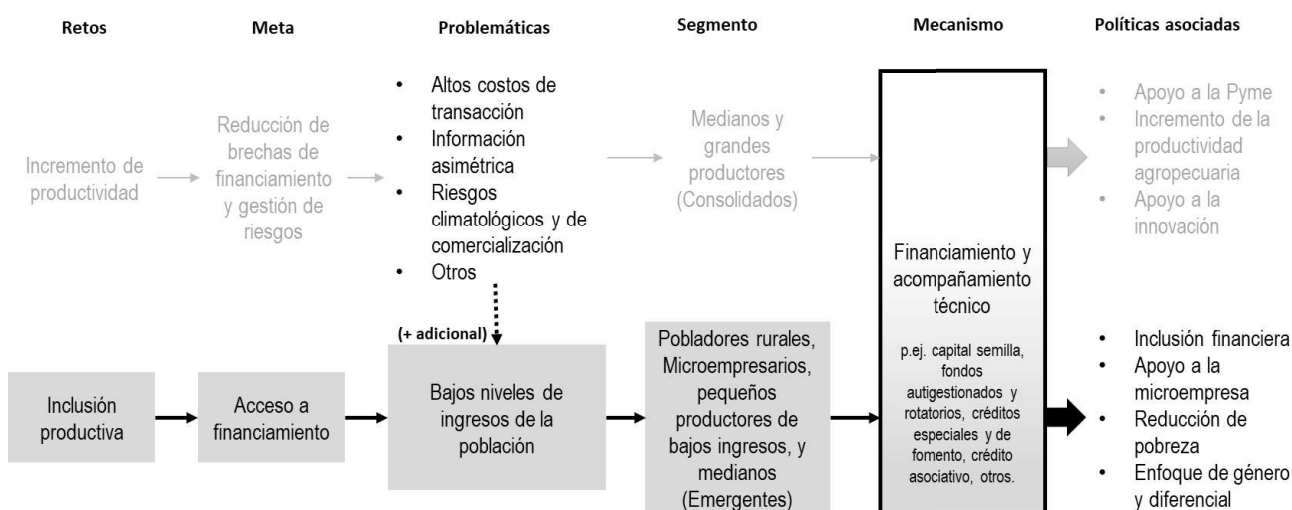 Retos
Meta
Problemáticas
Segmento
Mecanismo
Políticas asociadas
Incremento de
productividad
Reducción de
brechas de
financiamiento
y gestión de
riesgos
• Altos costos de
transacción
• Información
asimétrica
• Riesgos
climatológicos y de
comercialización
• Otros
Medianos y
grandes
productores
(Consolidados)
• Apoyo a la Pyme
• Incremento de la
productividad
agropecuaria
• Apoyo a la
innovación
Inclusión
productiva
Acceso a
financiamiento
(+ adicional)
Bajos niveles de
ingresos de la
población
Pobladores rurales,
Microempresarios,
pequeños
productores de
bajos ingresos, y
medianos
(Emergentes)
Financiamiento y
acompañamiento
técnico
p.ej. capital semilla,
fondos
autigestionados y
rotatorios, créditos
especiales y de
fomento, crédito
asociativo, otros.
• Inclusión financiera
• Apoyo a la
microempresa
• Reducción de
pobreza
• Enfoque de género
y diferencial